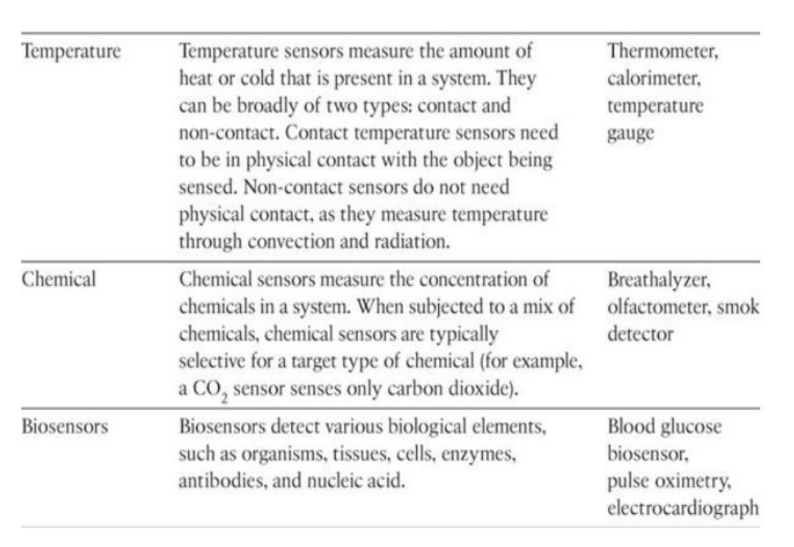 Temperature
Temperature sensors measure the amount of
heat or cold that is present in a system. They
can be broadly of two types: contact and
non-contact. Contact temperature sensors need
to be in physical contact with the object being
sensed. Non-contact sensors do not need
physical contact, as they measure temperature
through convection and radiation.
Thermometer,
calorimeter,
temperature
gauge
Chemical
Chemical sensors measure the concentration of
chemicals in a system. When subjected to a mix of
chemicals, chemical sensors are typically
selective for a target type of chemical (for example,
a CO₂ sensor senses only carbon dioxide).
Breathalyzer,
olfactometer, smok
detector
Biosensors
Biosensors detect various biological elements,
such as organisms, tissues, cells, enzymes,
antibodies, and nucleic acid.
Blood glucose
biosensor,
pulse oximetry,
electrocardiograph